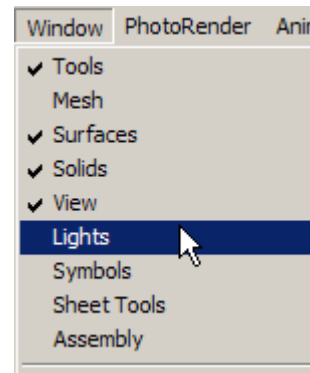 Window PhotoRender
Tools
Mesh
Surfaces
Solids
View
Lights
Symbols
Sheet Tools
Assembly